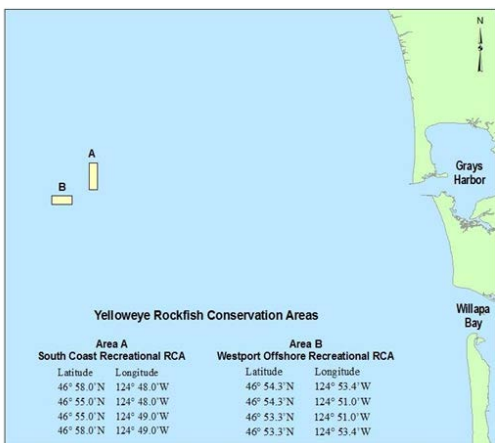 N
S
A
B
Grays
Harbor
Willapa
Bay
Yelloweye Rockfish Conservation Areas
Area A
South Coast Recreational RCA
Latitude Longitude
46° 58.0'N 124° 48.0'W
46° 55.0'N 124° 48.0'W
46° 55.0'N 124° 49.0'W
46° 58.0'N 124° 49.0'W
Area B
Westport Offshore Recreational RCA
Latitude Longitude
46° 54.3'N 124° 53.4'W
46° 54.3'N 124° 51.0'W
46° 53.3'N 124° 51.0'W
46° 53.3'N 124° 53.4'W